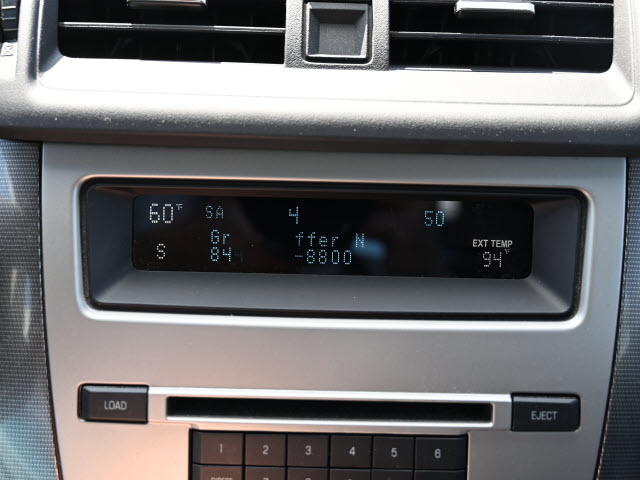 60°F SA 4 50
Gr ffer N EXT TEMP
S 84 -8800 94°F
LOAD EJECT
1 2 3 4 5 6